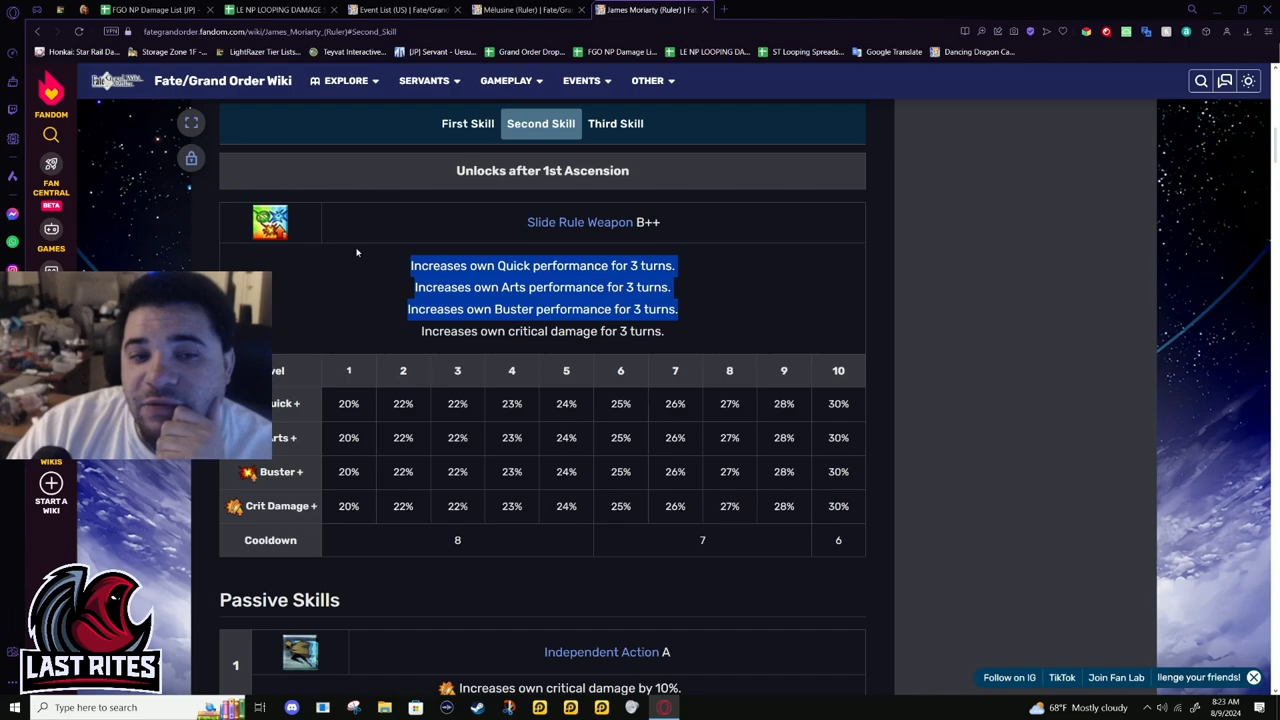 FGO NP Damage List [JP] -
LE NP LOOPING DAMAGE
Event List (US) | Fate/Grand
Mélusine (Ruler) | Fate/Gran
James Moriarty (Ruler) | F
fategrandorder.fandom.com/wiki/James_Moriarty_(Ruler)#Second_Skill
VPN
Honkai: Star Rail Da...
Storage Zone 1F -...
LightRazer Tier Lists...
Teyvat Interactive...
[JP] Servant - Uesu...
Grand Order Drop...
FGO NP Damage Li...
LE NP LOOPING DA...
ST Looping Spreads...
Google Translate
Dancing Dragon Ca...
Fate/Grand Order Wiki
EXPLORE
SERVANTS
GAMEPLAY
EVENTS
OTHER
FANDOM
FAN
CENTRAL
BETA
GAMES
WIKIS
START A
WIKI
First Skill
Second Skill
Third Skill
Unlocks after 1st Ascension
Slide Rule Weapon B++
Increases own Quick performance for 3 turns.
Increases own Arts performance for 3 turns.
Increases own Buster performance for 3 turns.
Increases own critical damage for 3 turns.
vel 1 2 3 4 5 6 7 8 9 10
uick + 20% 22% 22% 23% 24% 25% 26% 27% 28% 30%
Arts + 20% 22% 22% 23% 24% 25% 26% 27% 28% 30%
Buster + 20% 22% 22% 23% 24% 25% 26% 27% 28% 30%
Crit Damage + 20% 22% 22% 23% 24% 25% 26% 27% 28% 30%
Cooldown 8 7 6
Passive Skills
1
Independent Action A
Increases own critical damage by 10%.
LAST RITES
Follow on IG
TikTok
Join Fan Lab
llenge your friends!
Type here to search
68°F Mostly cloudy
8:23 AM
8/9/2024